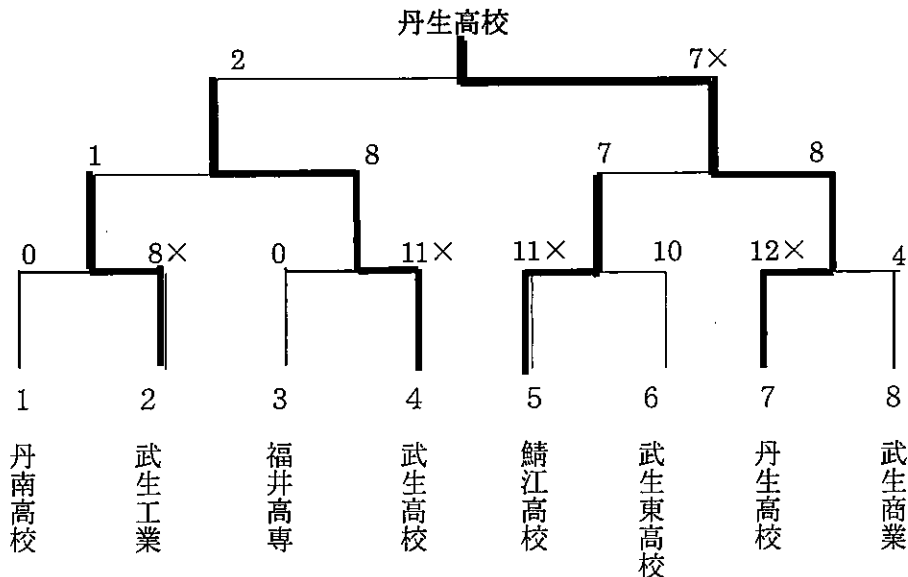 丹生高校
2 7×
1 8 7 8
0 8× 0 11× 11× 10 12× 4
1 2 3 4 5 6 7 8
丹南高校
武生工業
福井高専
武生高校
鯖江高校
武生東高校
丹生高校
武生商業